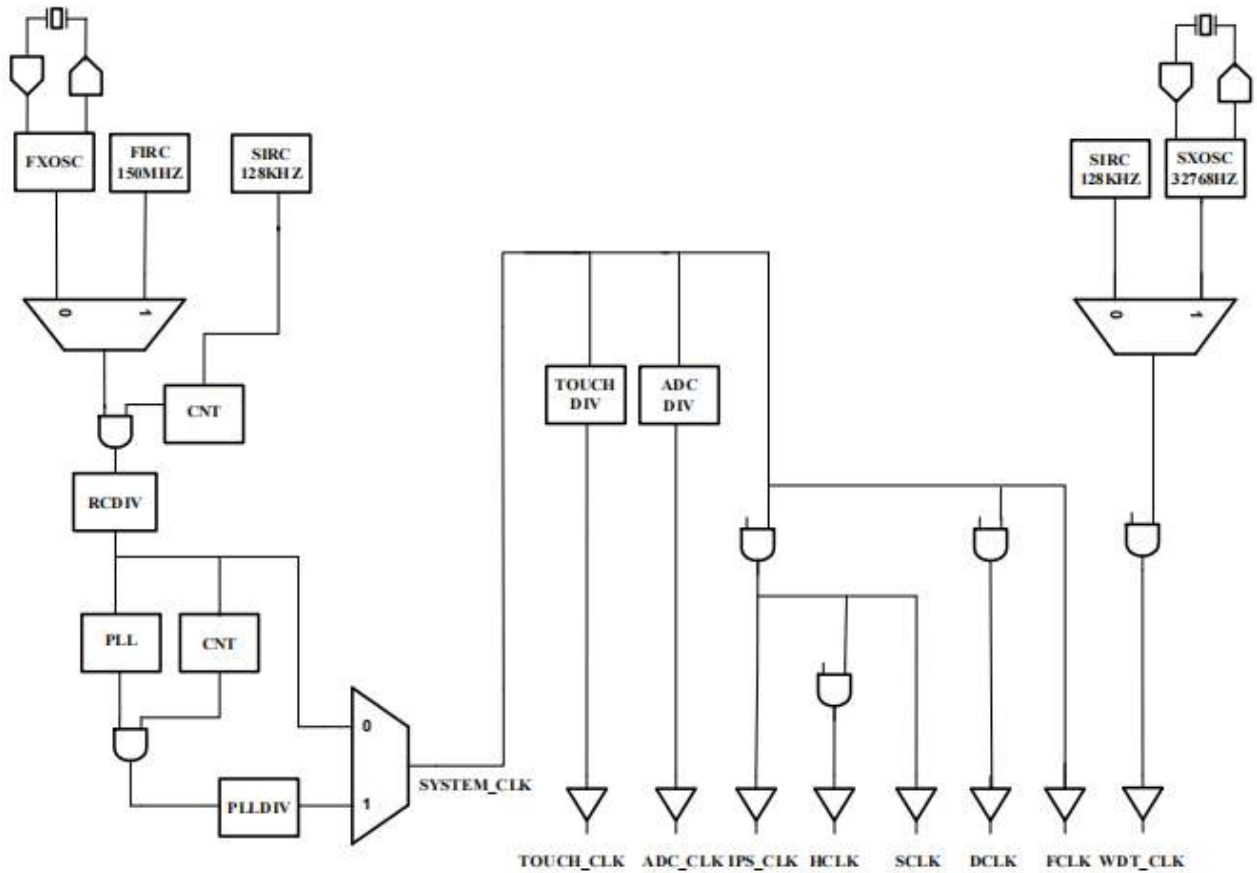 FXOSC
FIRC
150MHZ
SIRC
128KHZ
SIRC
128KHZ
SXOSC
32768HZ
0
1
0
1
CNT
TOUCH
DIV
ADC
DIV
RCDIV
PLL
CNT
0
1
PLLDIV
SYSTEM_CLK
TOUCH_CLK
ADC_CLK
IPS_CLK
HCLK
SCLK
DCLK
FCLK
WDT_CLK